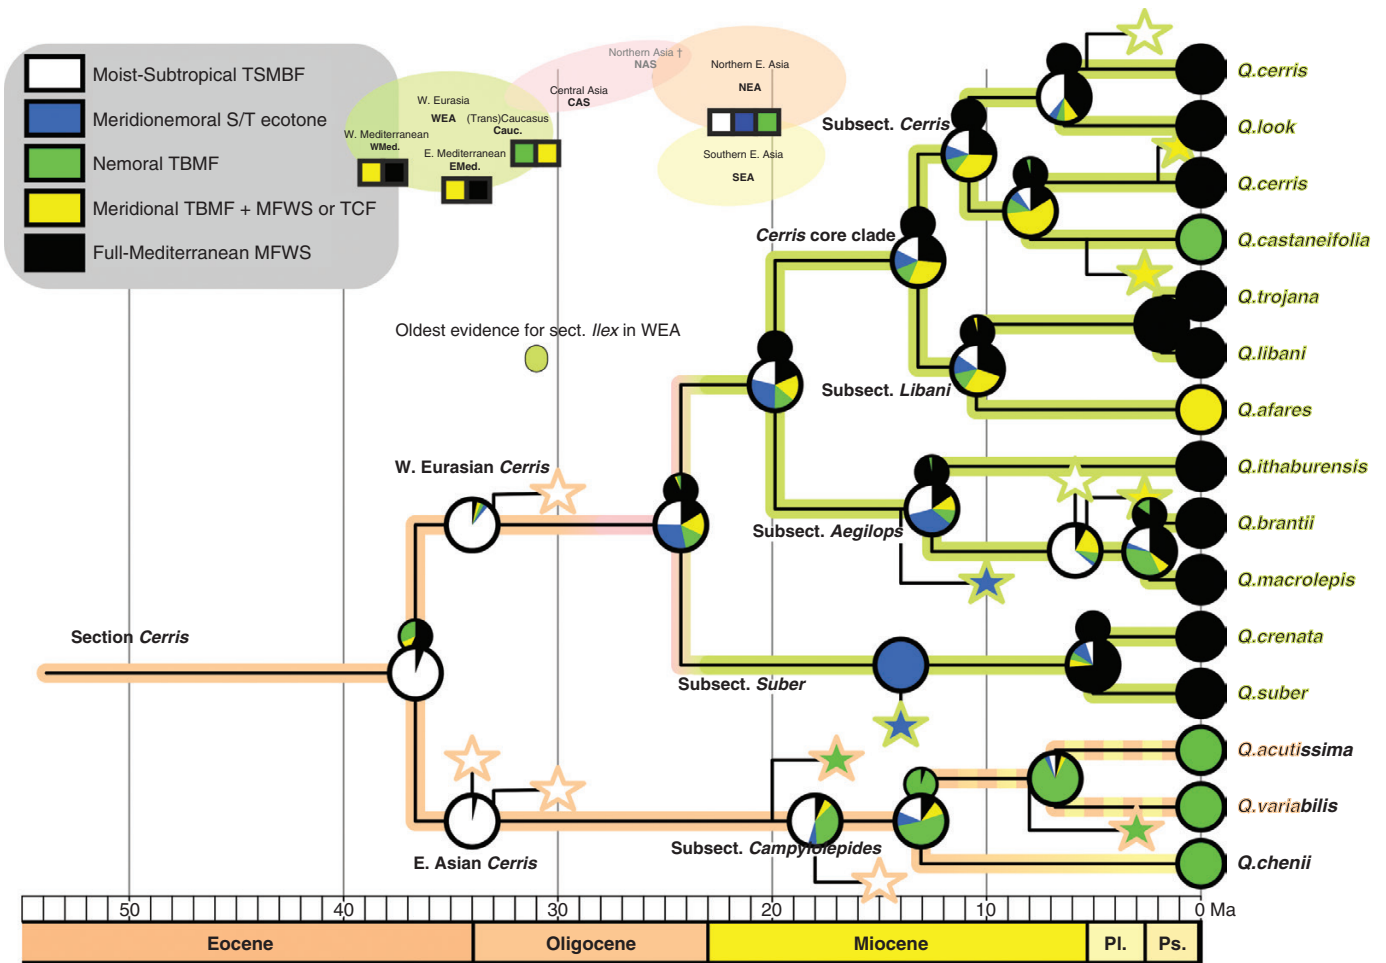 Moist-Subtropical TSMBF
Meridionemoral S/T ecotone
Nemoral TBMF
Meridional TBMF + MFWS or TCF
Full-Mediterranean MFWS
W. Eurasia
WEA
(Trans)Caucasus
Cauc.
W. Mediterranean
WMed.
E. Mediterranean
EMed.
Northern Asia †
NAS
Central Asia
CAS
Northern E. Asia
NEA
Southern E. Asia
SEA
Oldest evidence for sect. Ilex in WEA
Subsect. Cerris
Cerris core clade
Subsect. Libani
W. Eurasian Cerris
Subsect. Aegilops
Section Cerris
Subsect. Suber
Subsect. Campylolepides
E. Asian Cerris
Q.cerris
Q.look
Q.cerris
Q.castaneifolia
Q.trojana
Q.libani
Q.afares
Q.ithaburensis
Q.brantii
Q.macrolepis
Q.crenata
Q.suber
Q.acutissima
Q.variabilis
Q.chenii
50 40 30 20 10 0 Ma
Eocene Oligocene Miocene Pl. Ps.